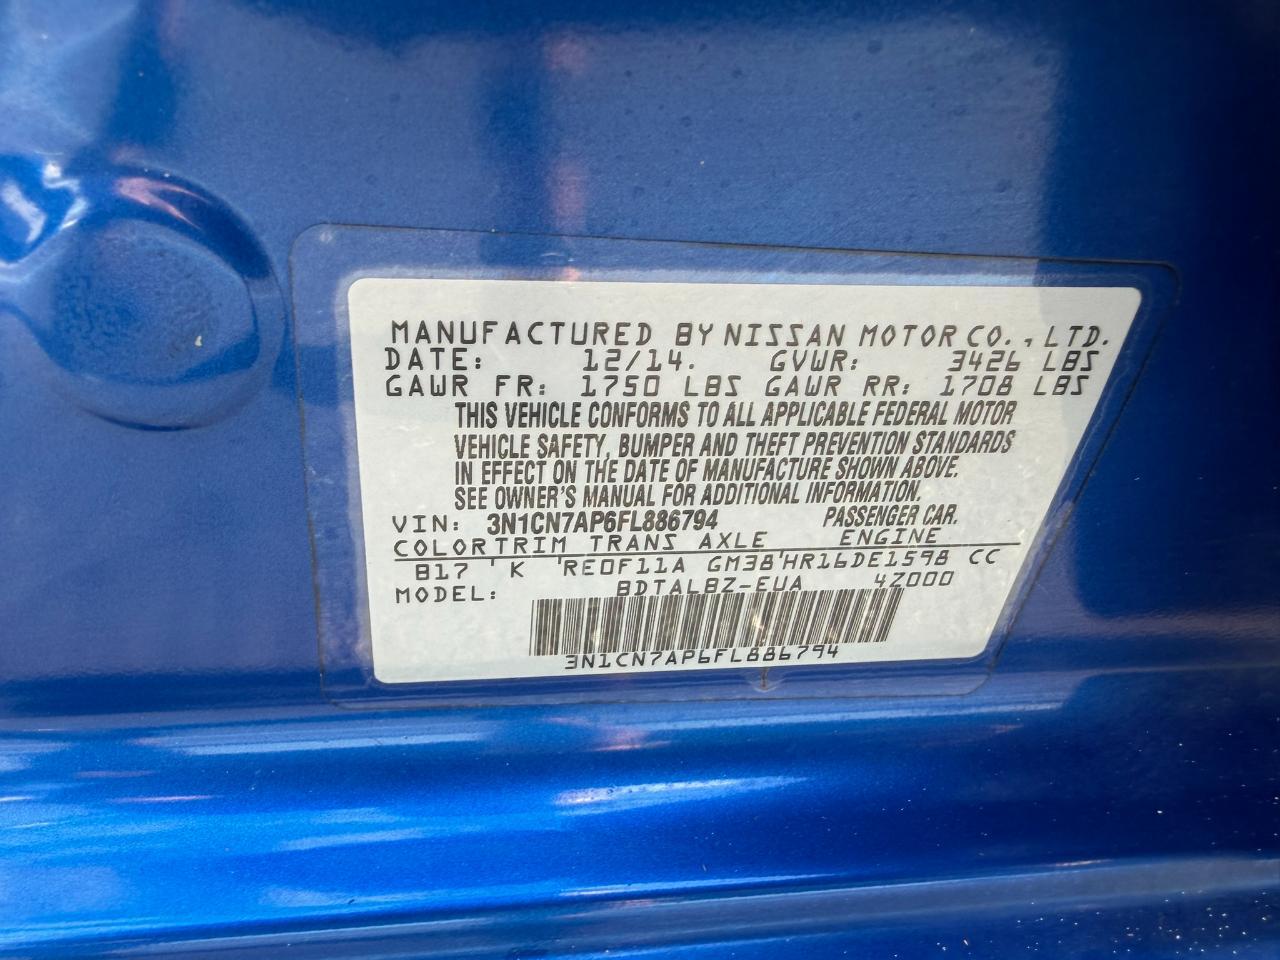 MANUFACTURED BY NISSAN MOTOR CO., LTD.
DATE: 12/14. GVWR: 3426 LBS
GAWR FR: 1750 LBS GAWR RR: 1708 LBS
THIS VEHICLE CONFORMS TO ALL APPLICABLE FEDERAL MOTOR
VEHICLE SAFETY, BUMPER AND THEFT PREVENTION STANDARDS
IN EFFECT ON THE DATE OF MANUFACTURE SHOWN ABOVE.
SEE OWNER'S MANUAL FOR ADDITIONAL INFORMATION.
VIN: 3N1CN7AP6FL886794 PASSENGER CAR.
COLOR TRIM TRANS AXLE ENGINE
B17 ' K 'RE0F11A GM38'HR16DE1598 CC
MODEL: BDTALBZ-EUA 4Z000
3N1CN7AP6FL886794